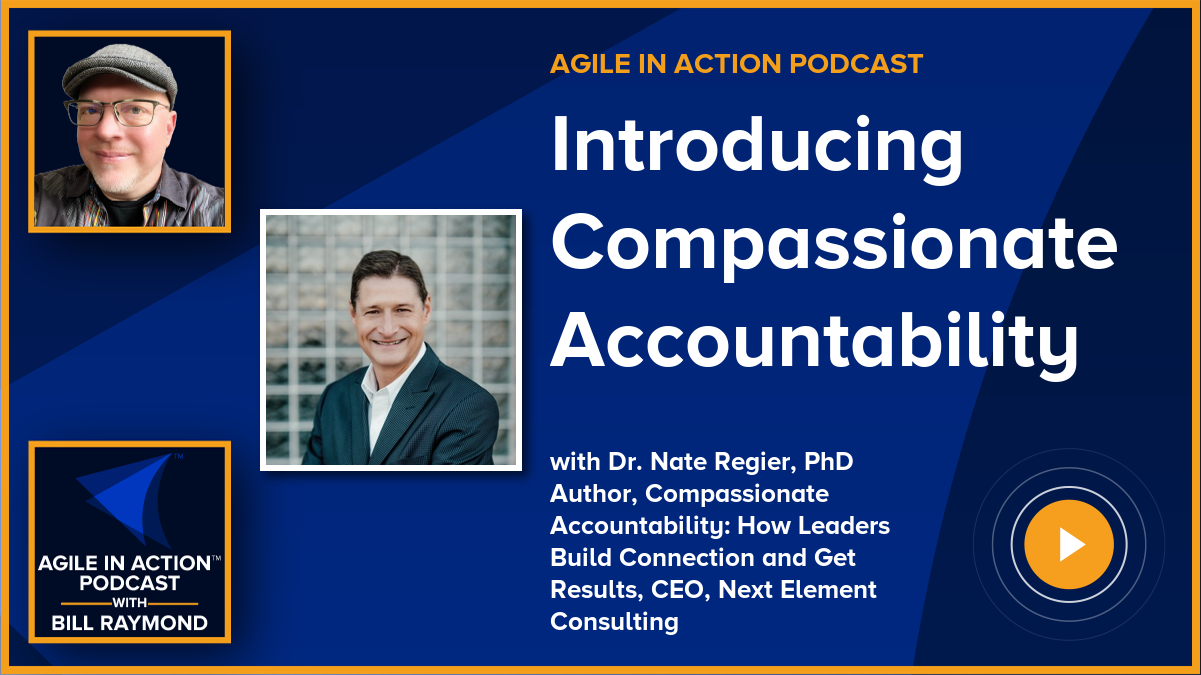 AGILE IN ACTION PODCAST
Introducing
Compassionate
Accountability
with Dr. Nate Regier, PhD
Author, Compassionate
Accountability: How Leaders
Build Connection and Get
Results, CEO, Next Element
Consulting
TM
AGILE IN ACTION™
PODCAST
WITH
BILL RAYMOND